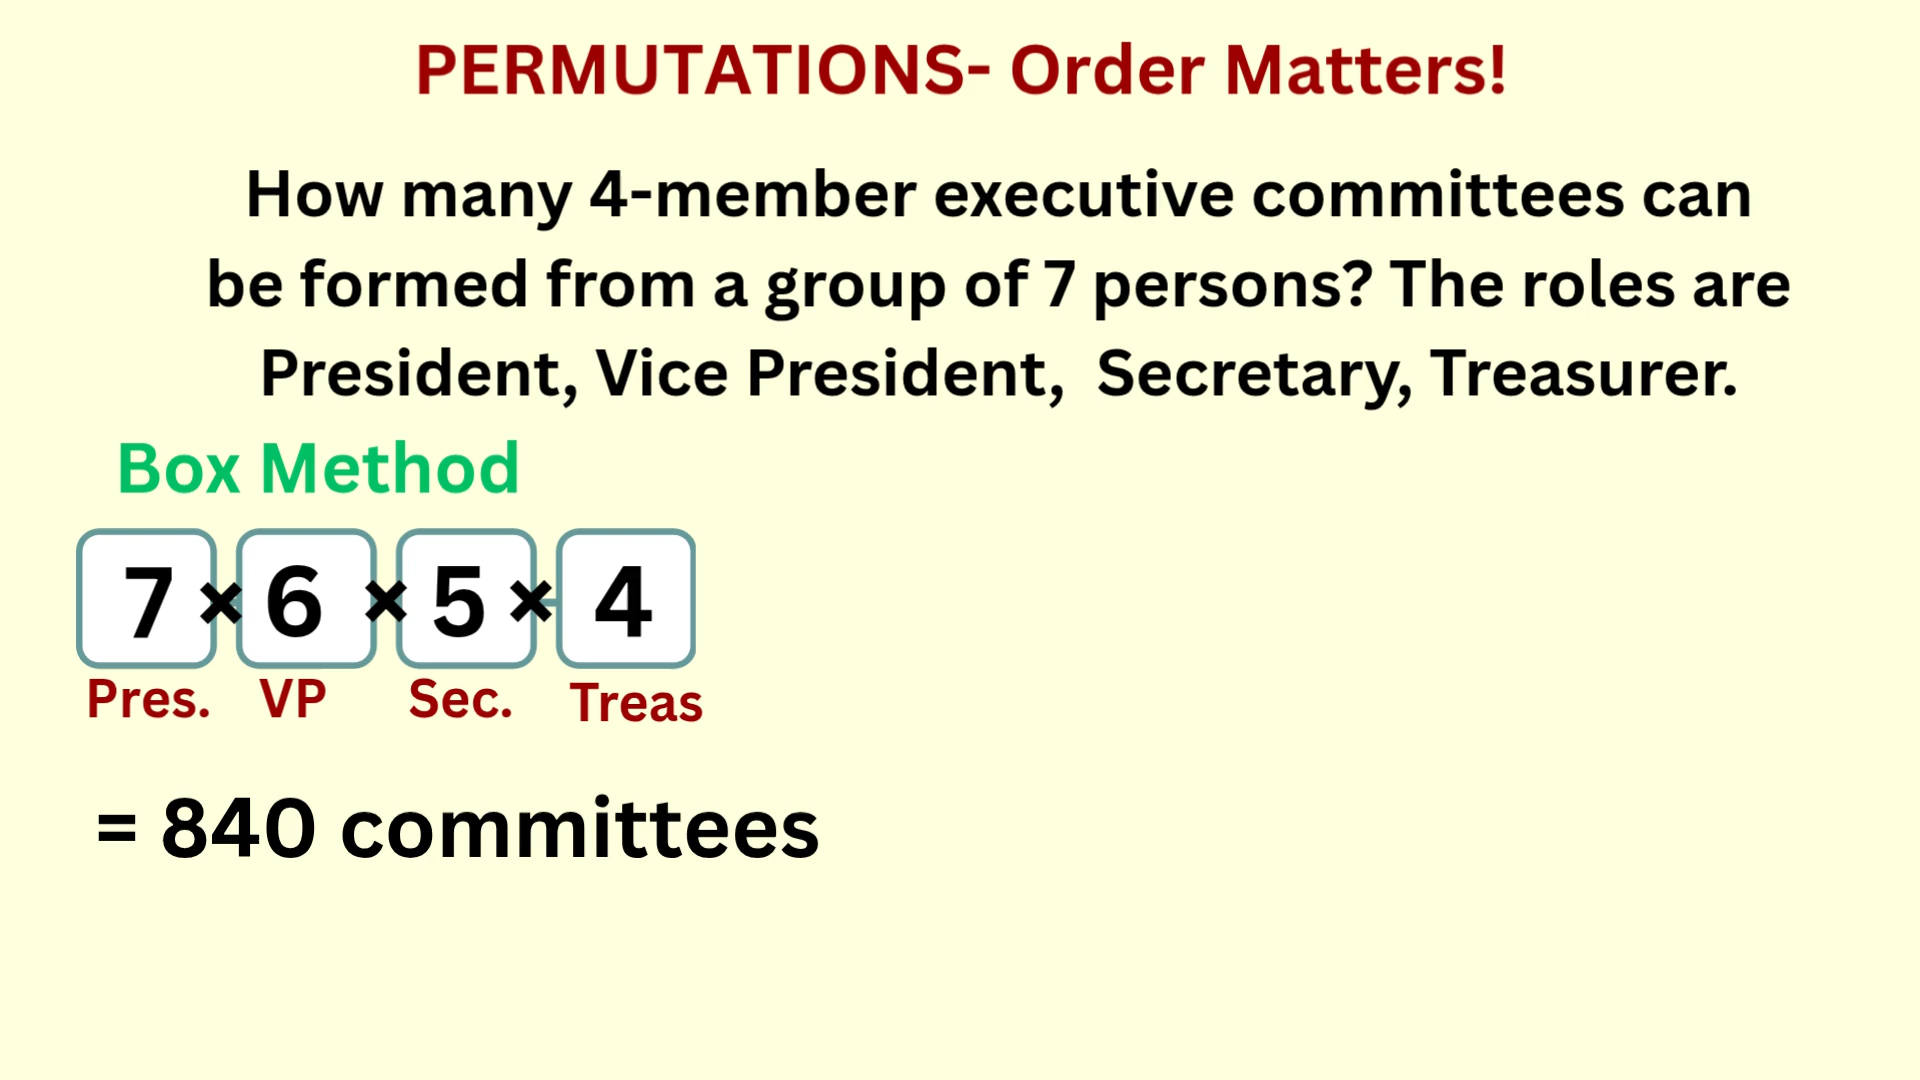 PERMUTATIONS- Order Matters!
How many 4-member executive committees can
be formed from a group of 7 persons? The roles are
President, Vice President, Secretary, Treasurer.
Box Method
7 × 6 × 5 × 4
Pres. VP Sec. Treas
= 840 committees